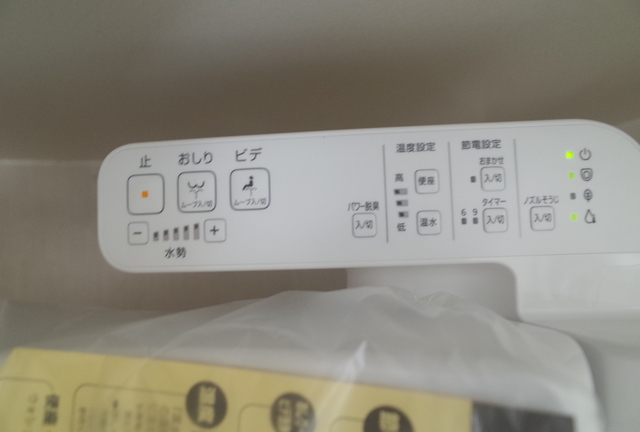 止
おしり
ビデ
ムーブ入/切
ムーブ入/切
－
＋
水勢
パワー脱臭
入/切
温度設定
高
低
便座
温水
節電設定
おまかせ
入/切
タイマー
6 9
入/切
ノズルそうじ
入/切